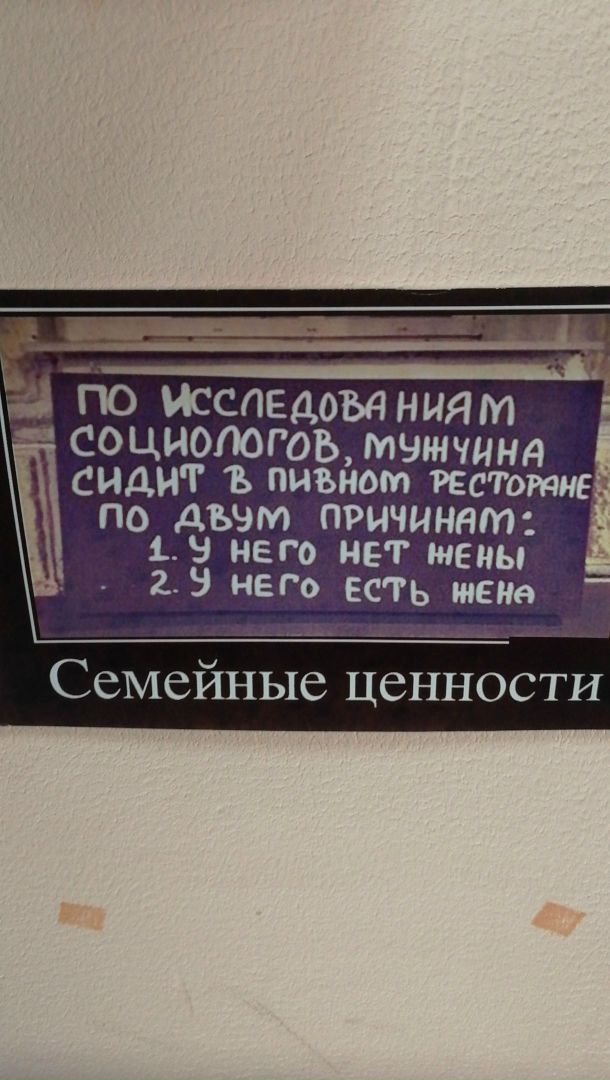 ПО ИССЛЕДОВАНИЯМ
СОЦИОЛОГОВ, МУЖЧИНА
СИДИТ В ПИВНОМ РЕСТОРАНЕ
ПО ДВУМ ПРИЧИНАМ:
1. У НЕГО НЕТ ЖЕНЫ
2. У НЕГО ЕСТЬ ЖЕНА
Семейные ценности